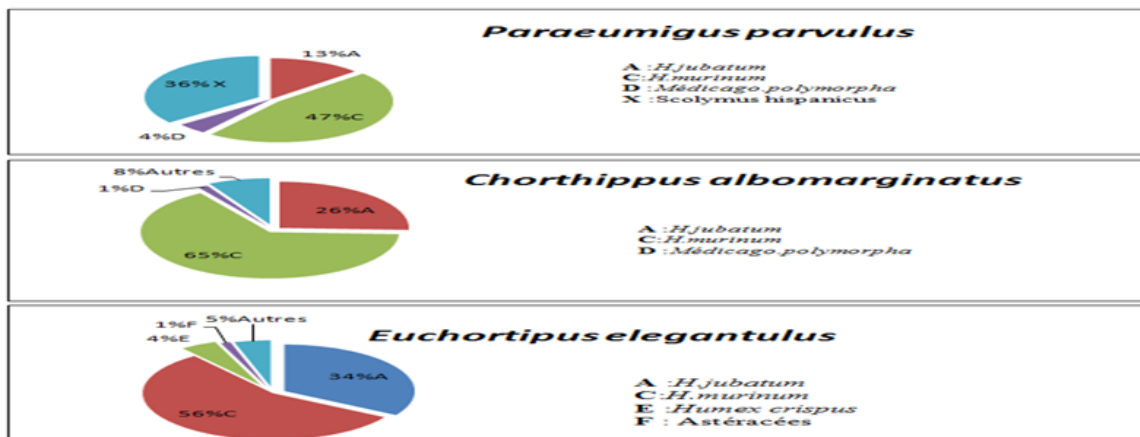 Paraeumigus parvulus
13%A
36%X
47%C
4%D
A :H.jubatum
C:H.murinum
D :Médicago.polymorpha
X :Scolymus hispanicus
Chorthippus albomarginatus
8%Autres
1%D
26%A
65%C
A :H.jubatum
C:H.murinum
D :Médicago.polymorpha
Euchortipus elegantulus
5%Autres
1%F
4%E
34%A
56%C
A :H.jubatum
C:H.murinum
E :Humex crispus
F : Astéracées